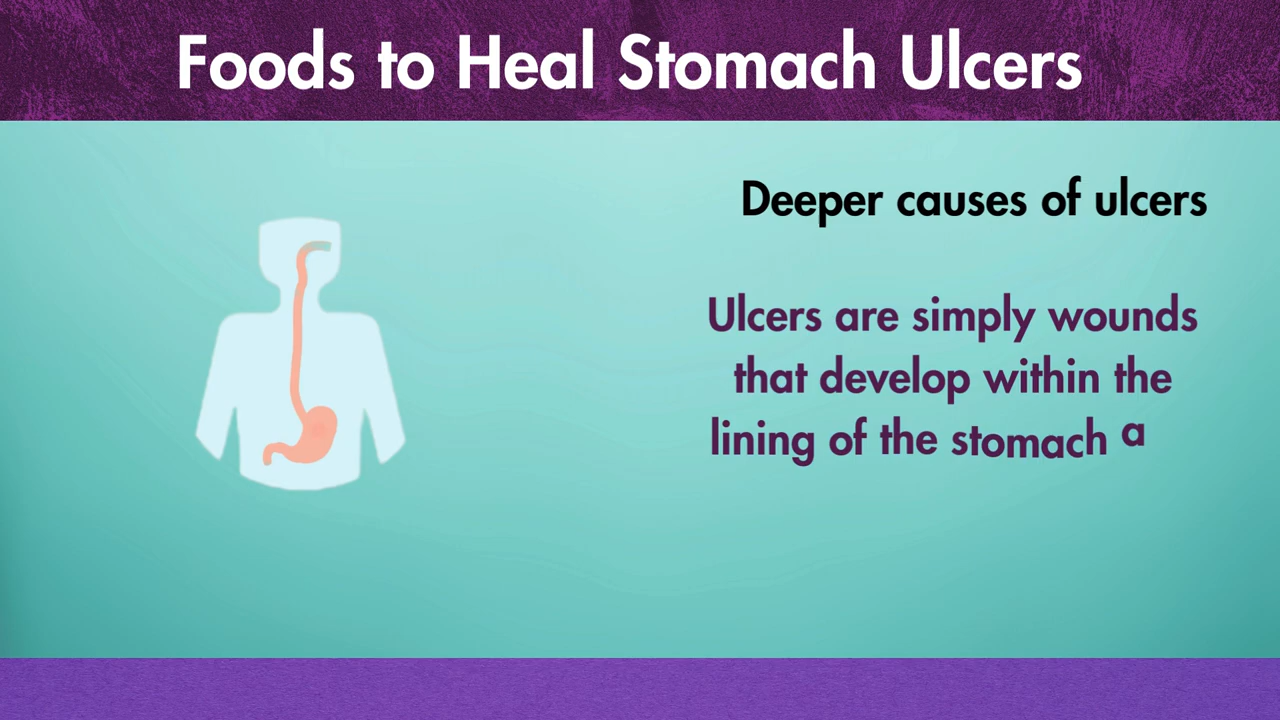 Foods to Heal Stomach Ulcers
Deeper causes of ulcers
Ulcers are simply wounds
that develop within the
lining of the stomach a